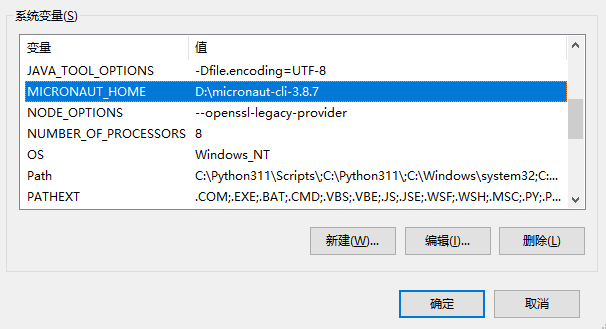 系统变量(S)
变量 值
JAVA_TOOL_OPTIONS -Dfile.encoding=UTF-8
MICRONAUT_HOME D:\micronaut-cli-3.8.7
NODE_OPTIONS --openssl-legacy-provider
NUMBER_OF_PROCESSORS 8
OS Windows_NT
Path C:\Python311\Scripts\;C:\Python311\;C:\Windows\system32;C:...
PATHEXT .COM;.EXE;.BAT;.CMD;.VBS;.VBE;.JS;.JSE;.WSF;.WSH;.MSC;.PY;.P...
新建(W)... 编辑(I)... 删除(L)
确定 取消